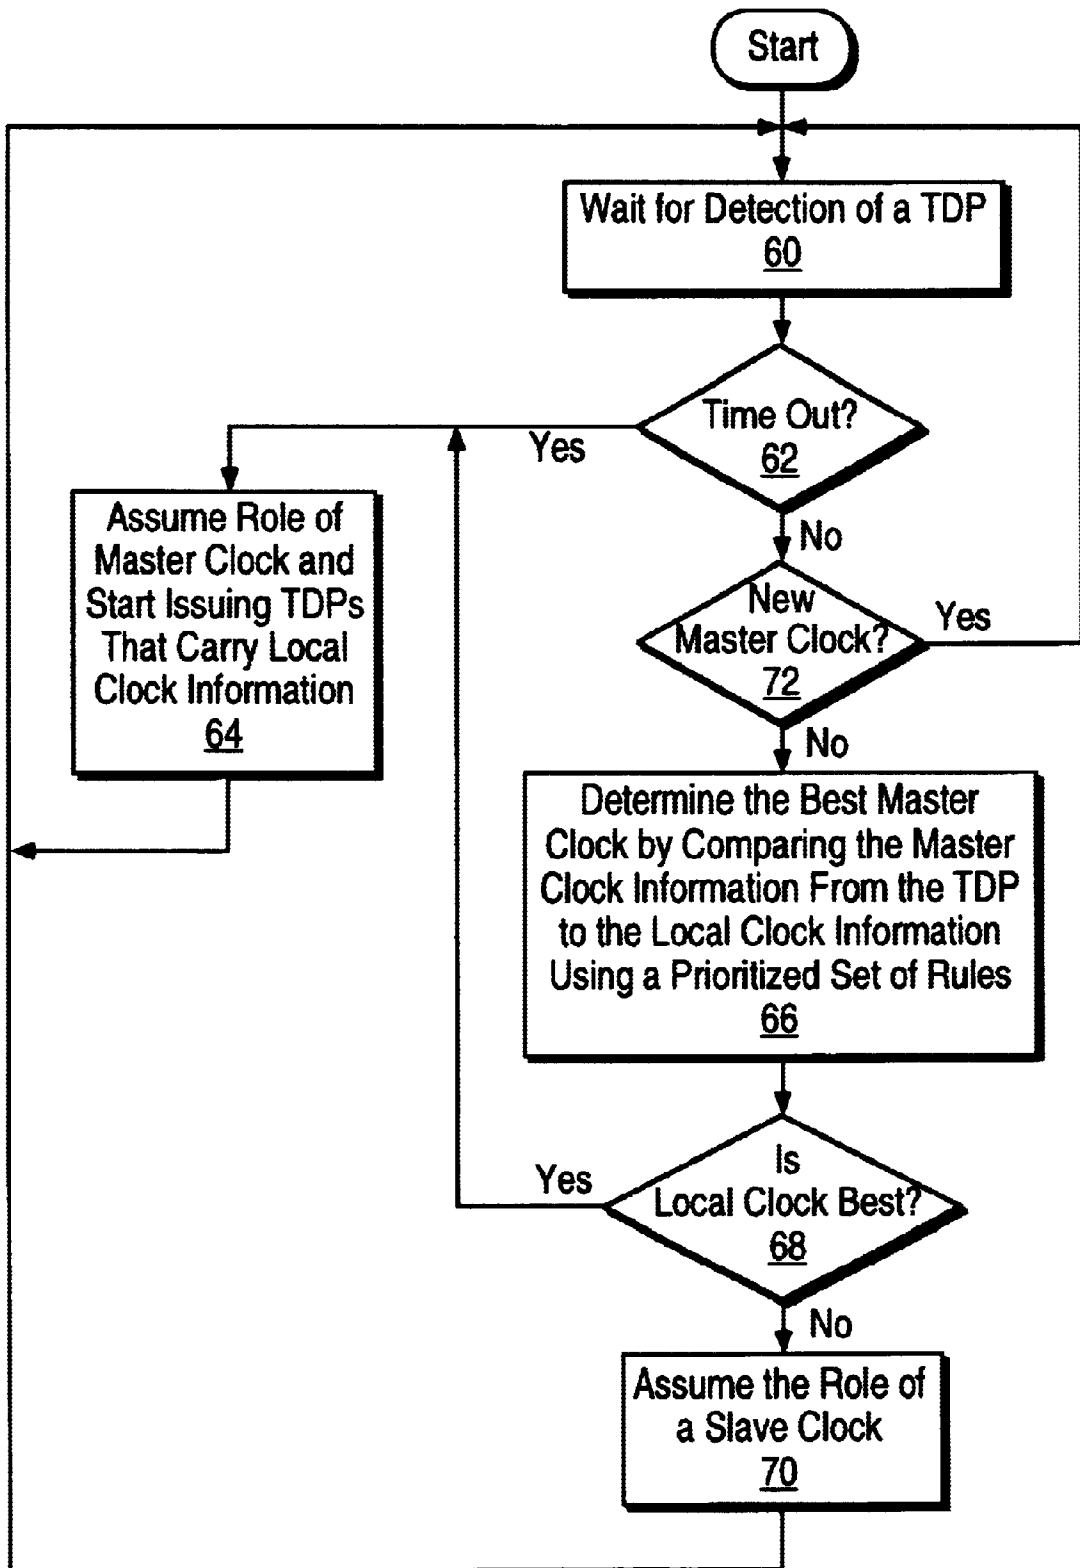 Start
Wait for Detection of a TDP
60
Time Out?
62
Yes
No
Assume Role of
Master Clock and
Start Issuing TDPs
That Carry Local
Clock Information
64
New
Master Clock?
72
Yes
No
Determine the Best Master
Clock by Comparing the Master
Clock Information From the TDP
to the Local Clock Information
Using a Prioritized Set of Rules
66
Is
Local Clock Best?
68
Yes
No
Assume the Role of
a Slave Clock
70